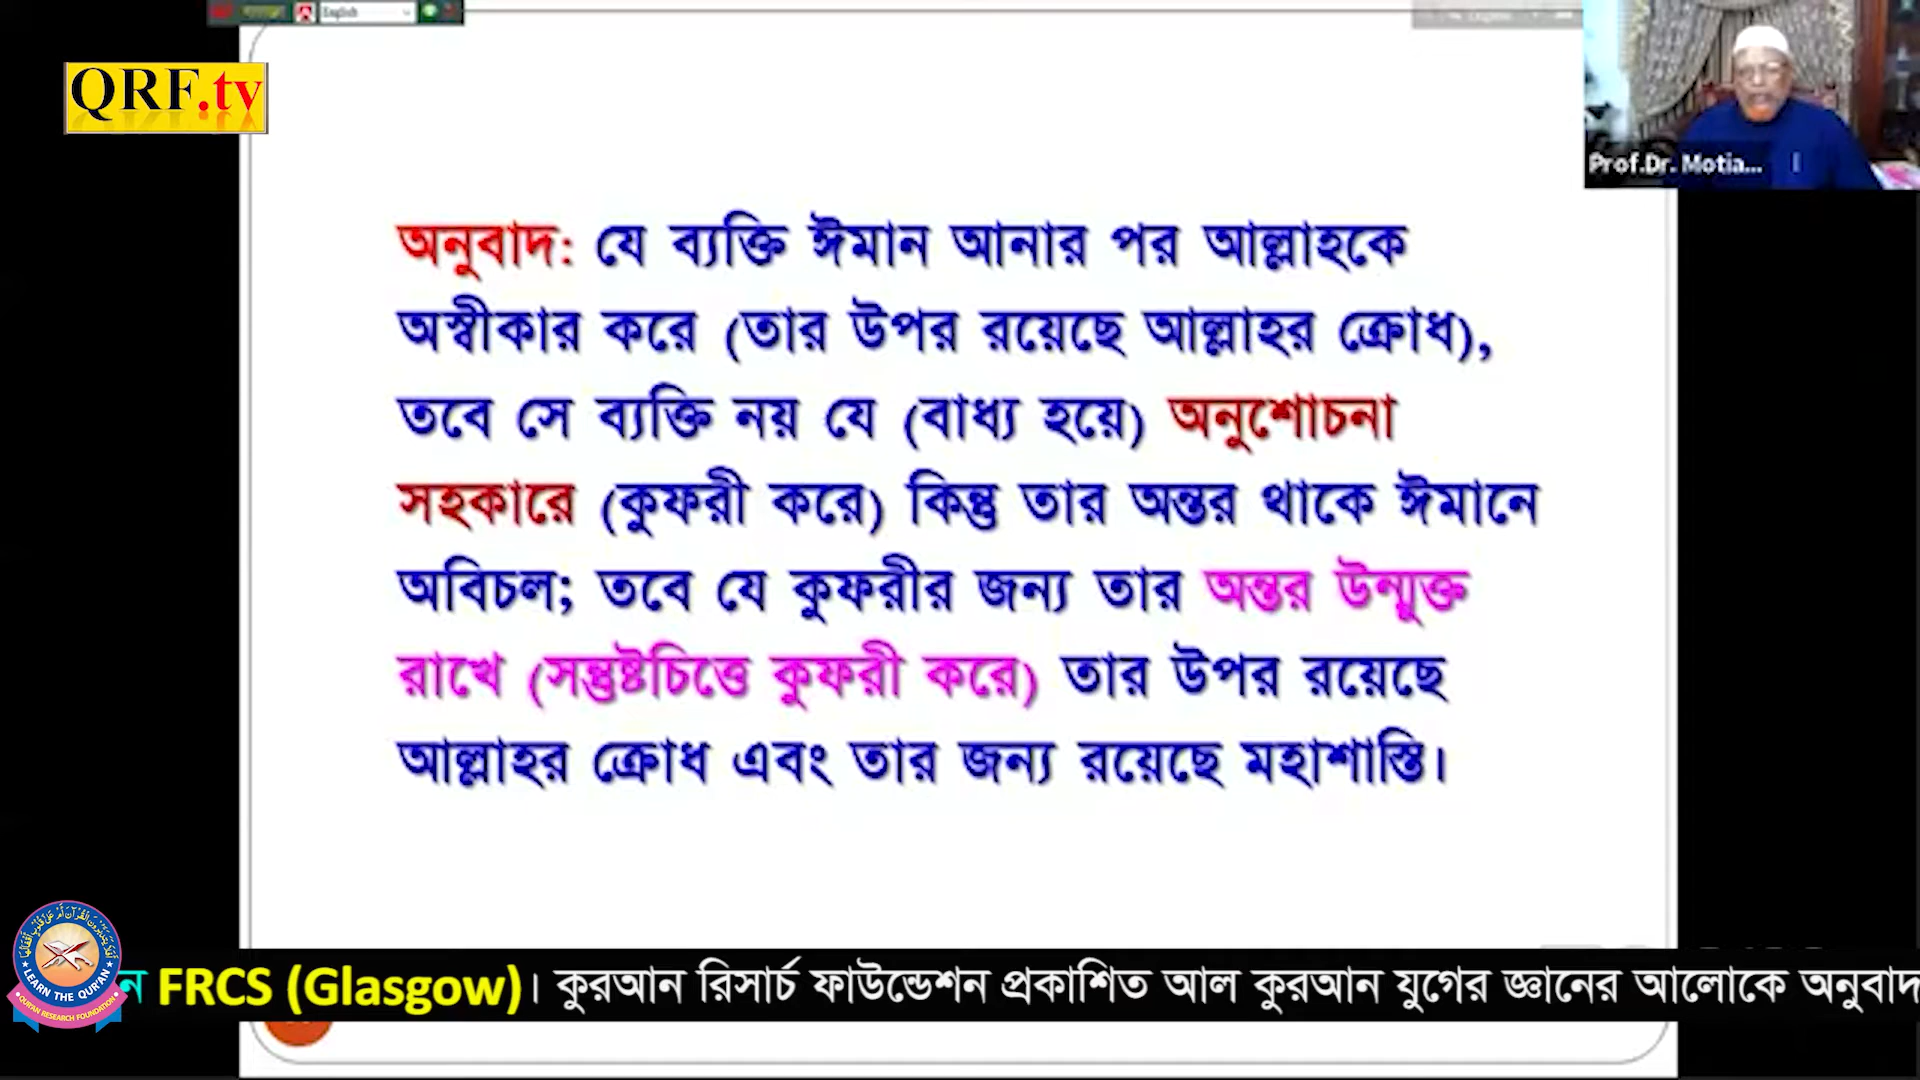 English
QRF.tv
Prof.Dr. Motia...
অনুবাদ: যে ব্যক্তি ঈমান আনার পর আল্লাহকে
অস্বীকার করে (তার উপর রয়েছে আল্লাহর ক্রোধ),
তবে সে ব্যক্তি নয় যে (বাধ্য হয়ে) অনুশোচনা
সহকারে (কুফরী করে) কিন্তু তার অন্তর থাকে ঈমানে
অবিচল; তবে যে কুফরীর জন্য তার অন্তর উন্মুক্ত
রাখে (সন্তুষ্টচিত্তে কুফরী করে) তার উপর রয়েছে
আল্লাহর ক্রোধ এবং তার জন্য রয়েছে মহাশাস্তি।
ন FRCS (Glasgow)। কুরআন রিসার্চ ফাউন্ডেশন প্রকাশিত আল কুরআন যুগের জ্ঞানের আলোকে অনুবাদ
LEARN THE QUR'AN
QURAN RESEARCH FOUNDATION